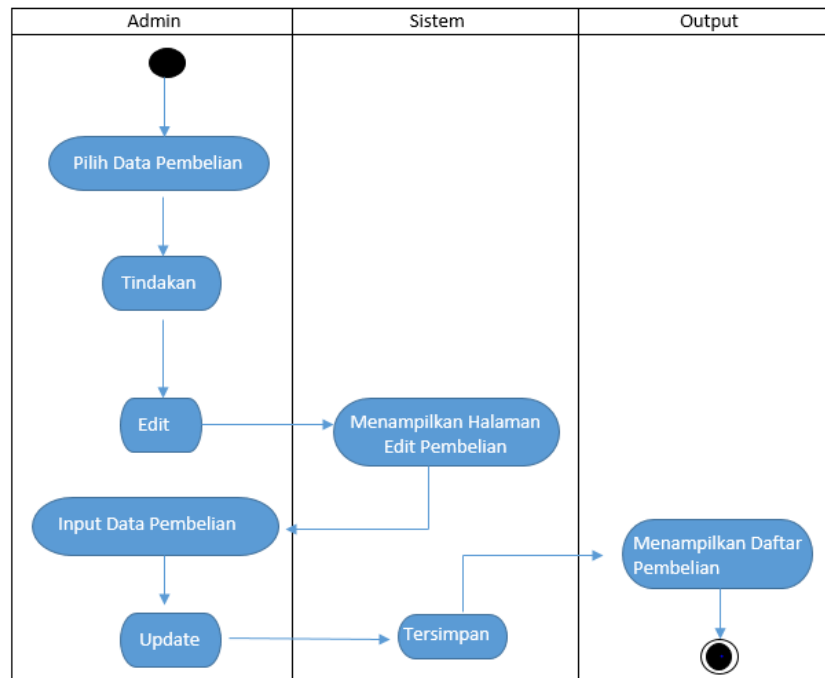 Admin
Sistem
Output
Pilih Data Pembelian
Tindakan
Edit
Menampilkan Halaman
Edit Pembelian
Input Data Pembelian
Menampilkan Daftar
Pembelian
Update
Tersimpan